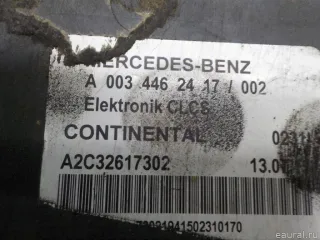 MERCEDES-BENZ
A 003 446 24 17 / 002
Elektronik CLCS
CONTINENTAL
A2C32617302
eaural.ru